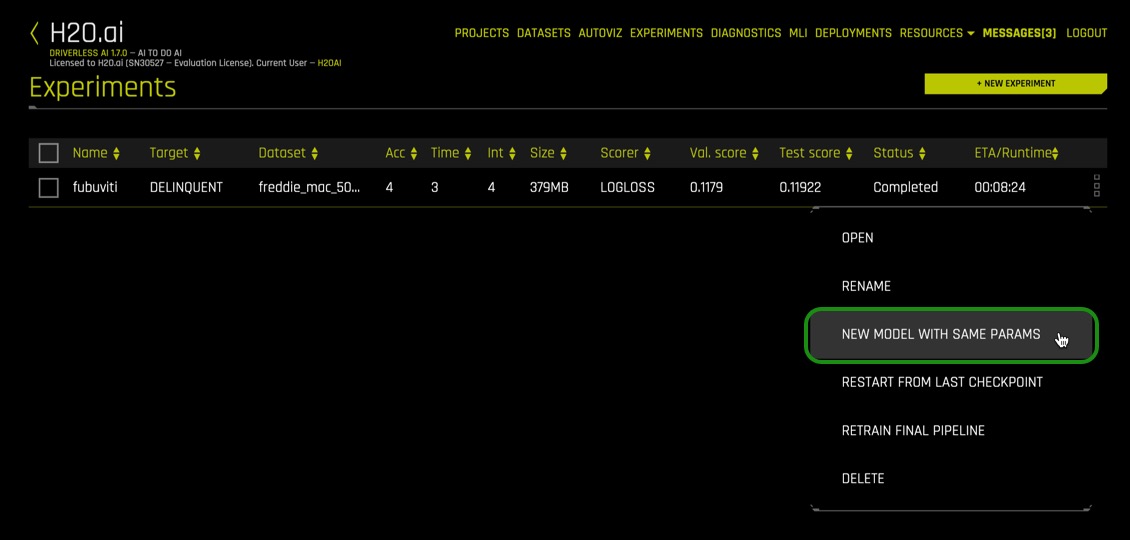 H2O.ai
PROJECTS DATASETS AUTOVIZ EXPERIMENTS DIAGNOSTICS MLI DEPLOYMENTS RESOURCES MESSAGES[3] LOGOUT
DRIVERLESS AI 1.7.0 – AI TO DO AI
Licensed to H2O.ai (SN30527 – Evaluation License). Current User – H2OAI
Experiments
+ NEW EXPERIMENT
Name Target Dataset Acc Time Int Size Scorer Val. score Test score Status ETA/Runtime
fubuviti DELINQUENT freddie_mac_50... 4 3 4 379MB LOGLOSS 0.1179 0.11922 Completed 00:08:24
OPEN
RENAME
NEW MODEL WITH SAME PARAMS
RESTART FROM LAST CHECKPOINT
RETRAIN FINAL PIPELINE
DELETE